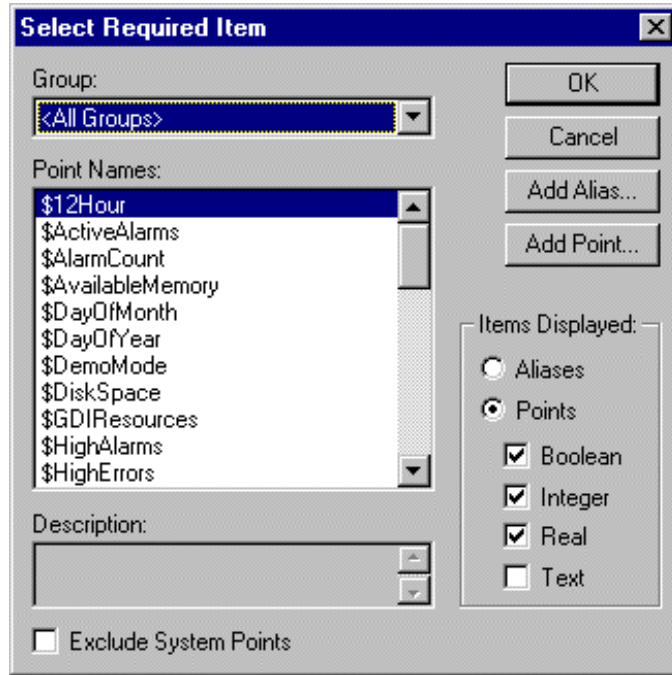 Select Required Item
Group:
<All Groups>
Point Names:
$12Hour
$ActiveAlarms
$AlarmCount
$AvailableMemory
$DayOfMonth
$DayOfYear
$DemoMode
$DiskSpace
$GDIResources
$HighAlarms
$HighErrors
Description:
Exclude System Points
OK
Cancel
Add Alias...
Add Point...
Items Displayed:
Aliases
Points
Boolean
Integer
Real
Text